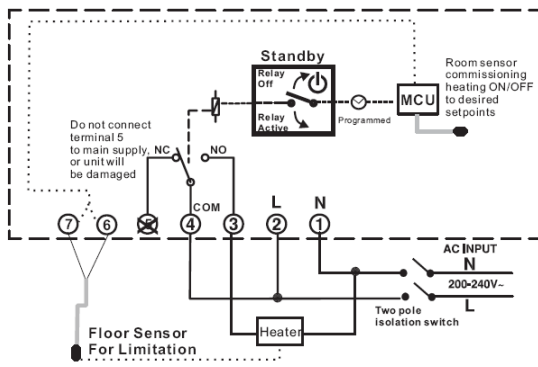 Standby
Relay
Off
Relay
Active
Programmed
MCU
Room sensor
commissioning
heating ON/OFF
to desired
setpoints
Do not connect
terminal 5
to main supply,
or unit will
be damaged
NC
NO
COM
L
N
7
6
5
4
3
2
1
AC INPUT
N
200-240V~
L
Two pole
isolation switch
Heater
Floor Sensor
For Limitation